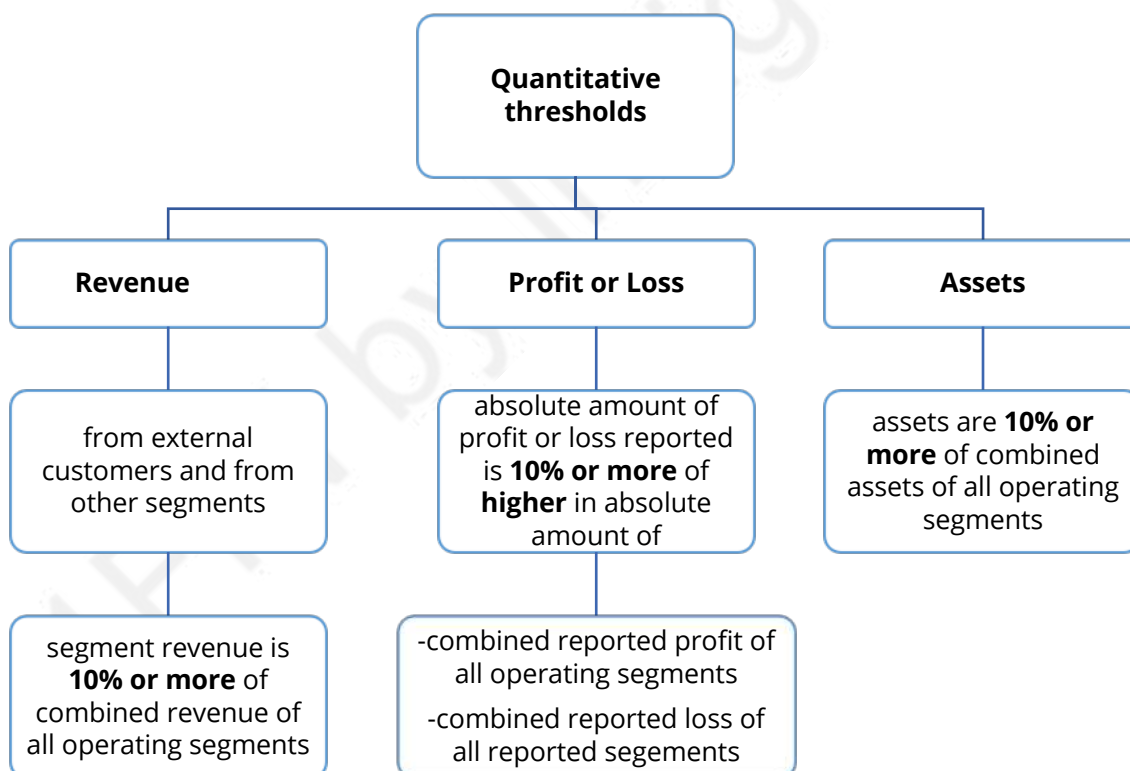 Quantitative
thresholds
Revenue
Profit or Loss
Assets
from external
customers and from
other segments
absolute amount of
profit or loss reported
is 10% or more of
higher in absolute
amount of
assets are 10% or
more of combined
assets of all operating
segments
segment revenue is
10% or more of
combined revenue of
all operating segments
-combined reported profit of
all operating segments
-combined reported loss of
all reported segements